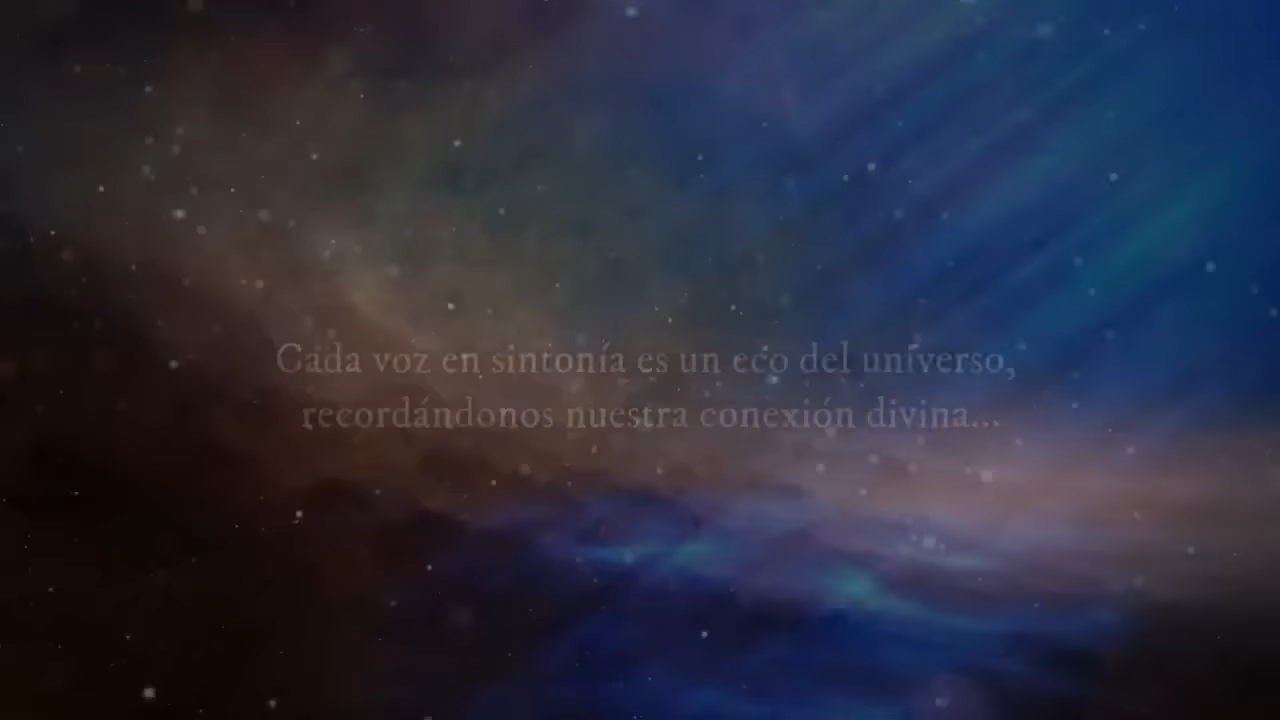 Cada voz en sintonía es un eco del universo,
recordándonos nuestra conexión divina...